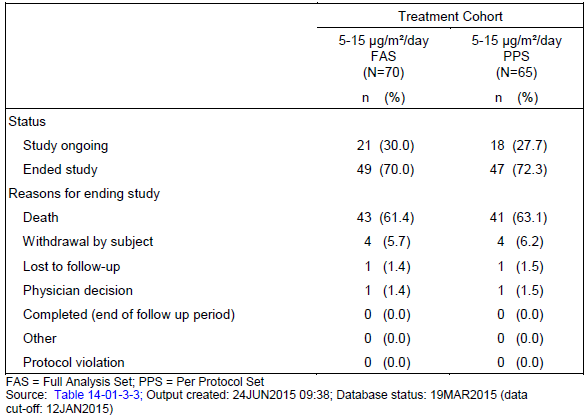 Treatment Cohort
5-15 µg/m²/day 5-15 µg/m²/day
FAS PPS
(N=70) (N=65)
n (%) n (%)
Status
Study ongoing 21 (30.0) 18 (27.7)
Ended study 49 (70.0) 47 (72.3)
Reasons for ending study
Death 43 (61.4) 41 (63.1)
Withdrawal by subject 4 (5.7) 4 (6.2)
Lost to follow-up 1 (1.4) 1 (1.5)
Physician decision 1 (1.4) 1 (1.5)
Completed (end of follow up period) 0 (0.0) 0 (0.0)
Other 0 (0.0) 0 (0.0)
Protocol violation 0 (0.0) 0 (0.0)
FAS = Full Analysis Set; PPS = Per Protocol Set
Source: Table 14-01-3-3; Output created: 24JUN2015 09:38; Database status: 19MAR2015 (data
cut-off: 12JAN2015)